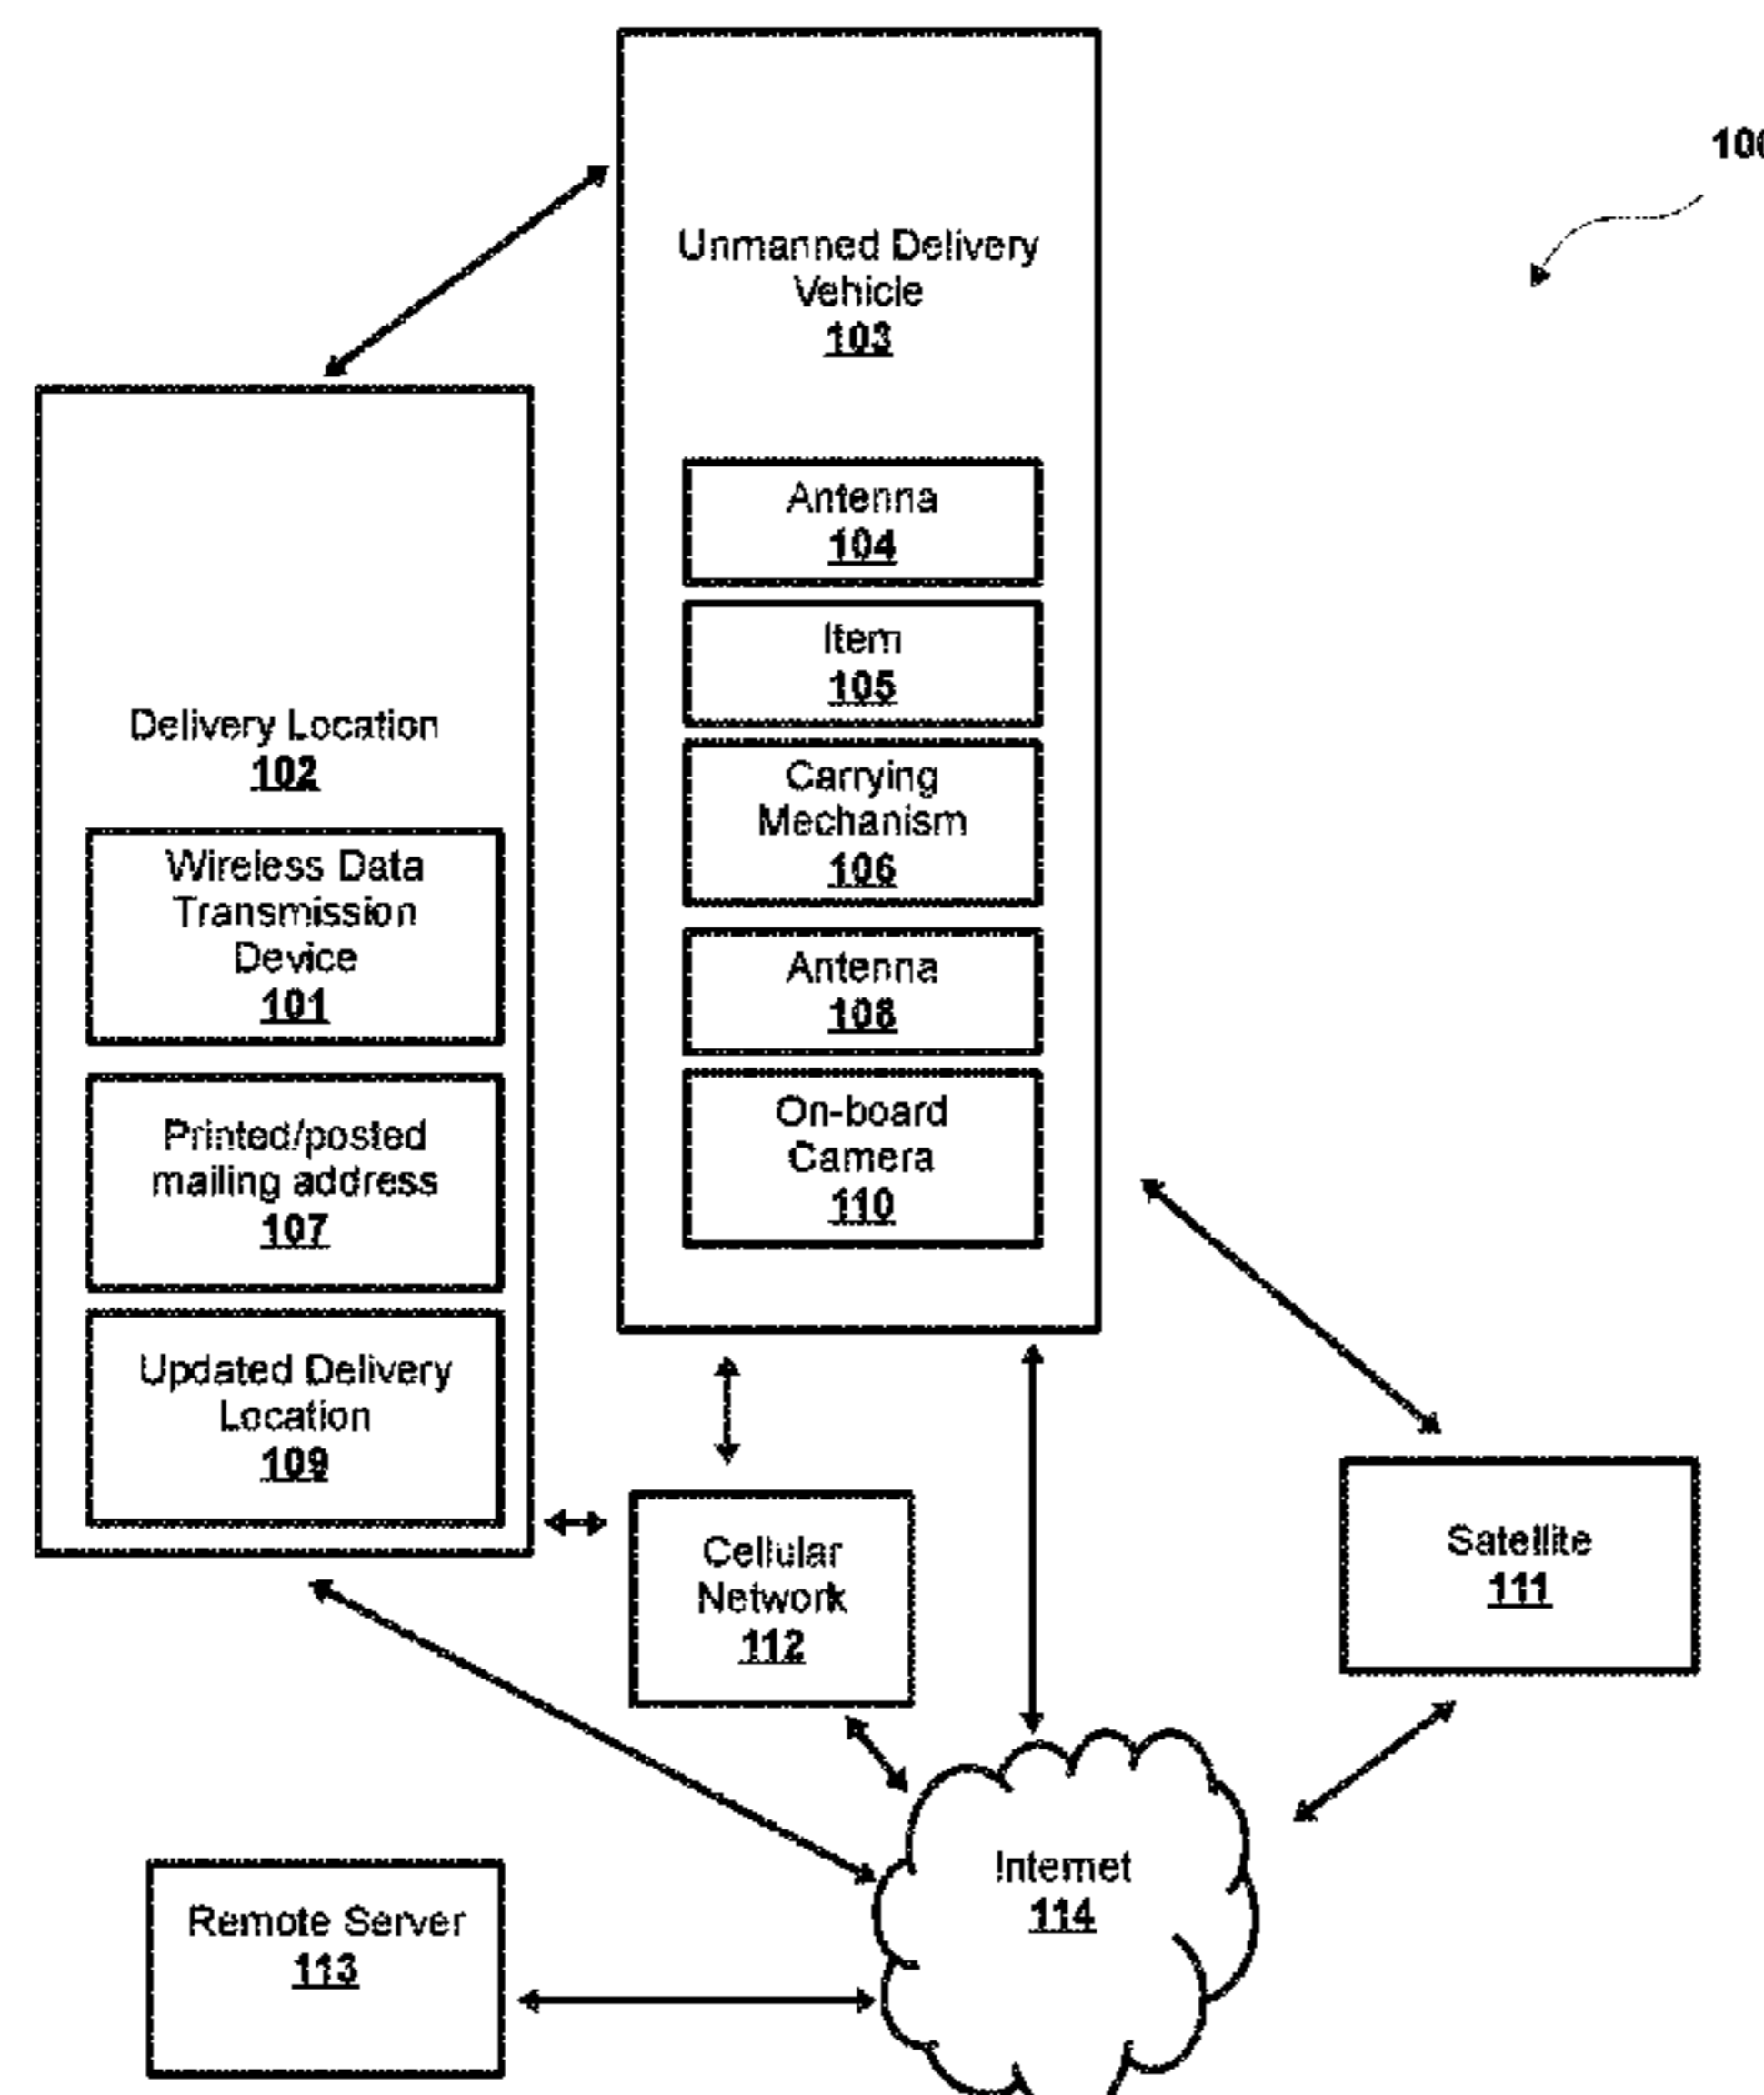 100
Unmanned Delivery
Vehicle
103
Antenna
104
Item
105
Carrying
Mechanism
106
Antenna
108
On-board
Camera
110
Delivery Location
102
Wireless Data
Transmission
Device
101
Printed/posted
mailing address
107
Updated Delivery
Location
109
Cellular
Network
112
Satellite
111
Internet
114
Remote Server
113